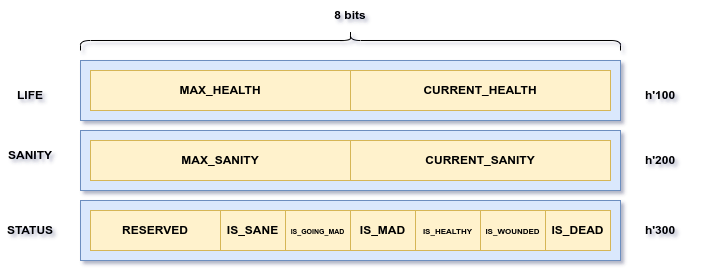 8 bits
LIFE
MAX_HEALTH
CURRENT_HEALTH
h'100
SANITY
MAX_SANITY
CURRENT_SANITY
h'200
STATUS
RESERVED
IS_SANE
IS_GOING_MAD
IS_MAD
IS_HEALTHY
IS_WOUNDED
IS_DEAD
h'300